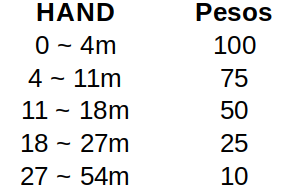 HAND Pesos
0 ~ 4m 100
4 ~ 11m 75
11 ~ 18m 50
18 ~ 27m 25
27 ~ 54m 10